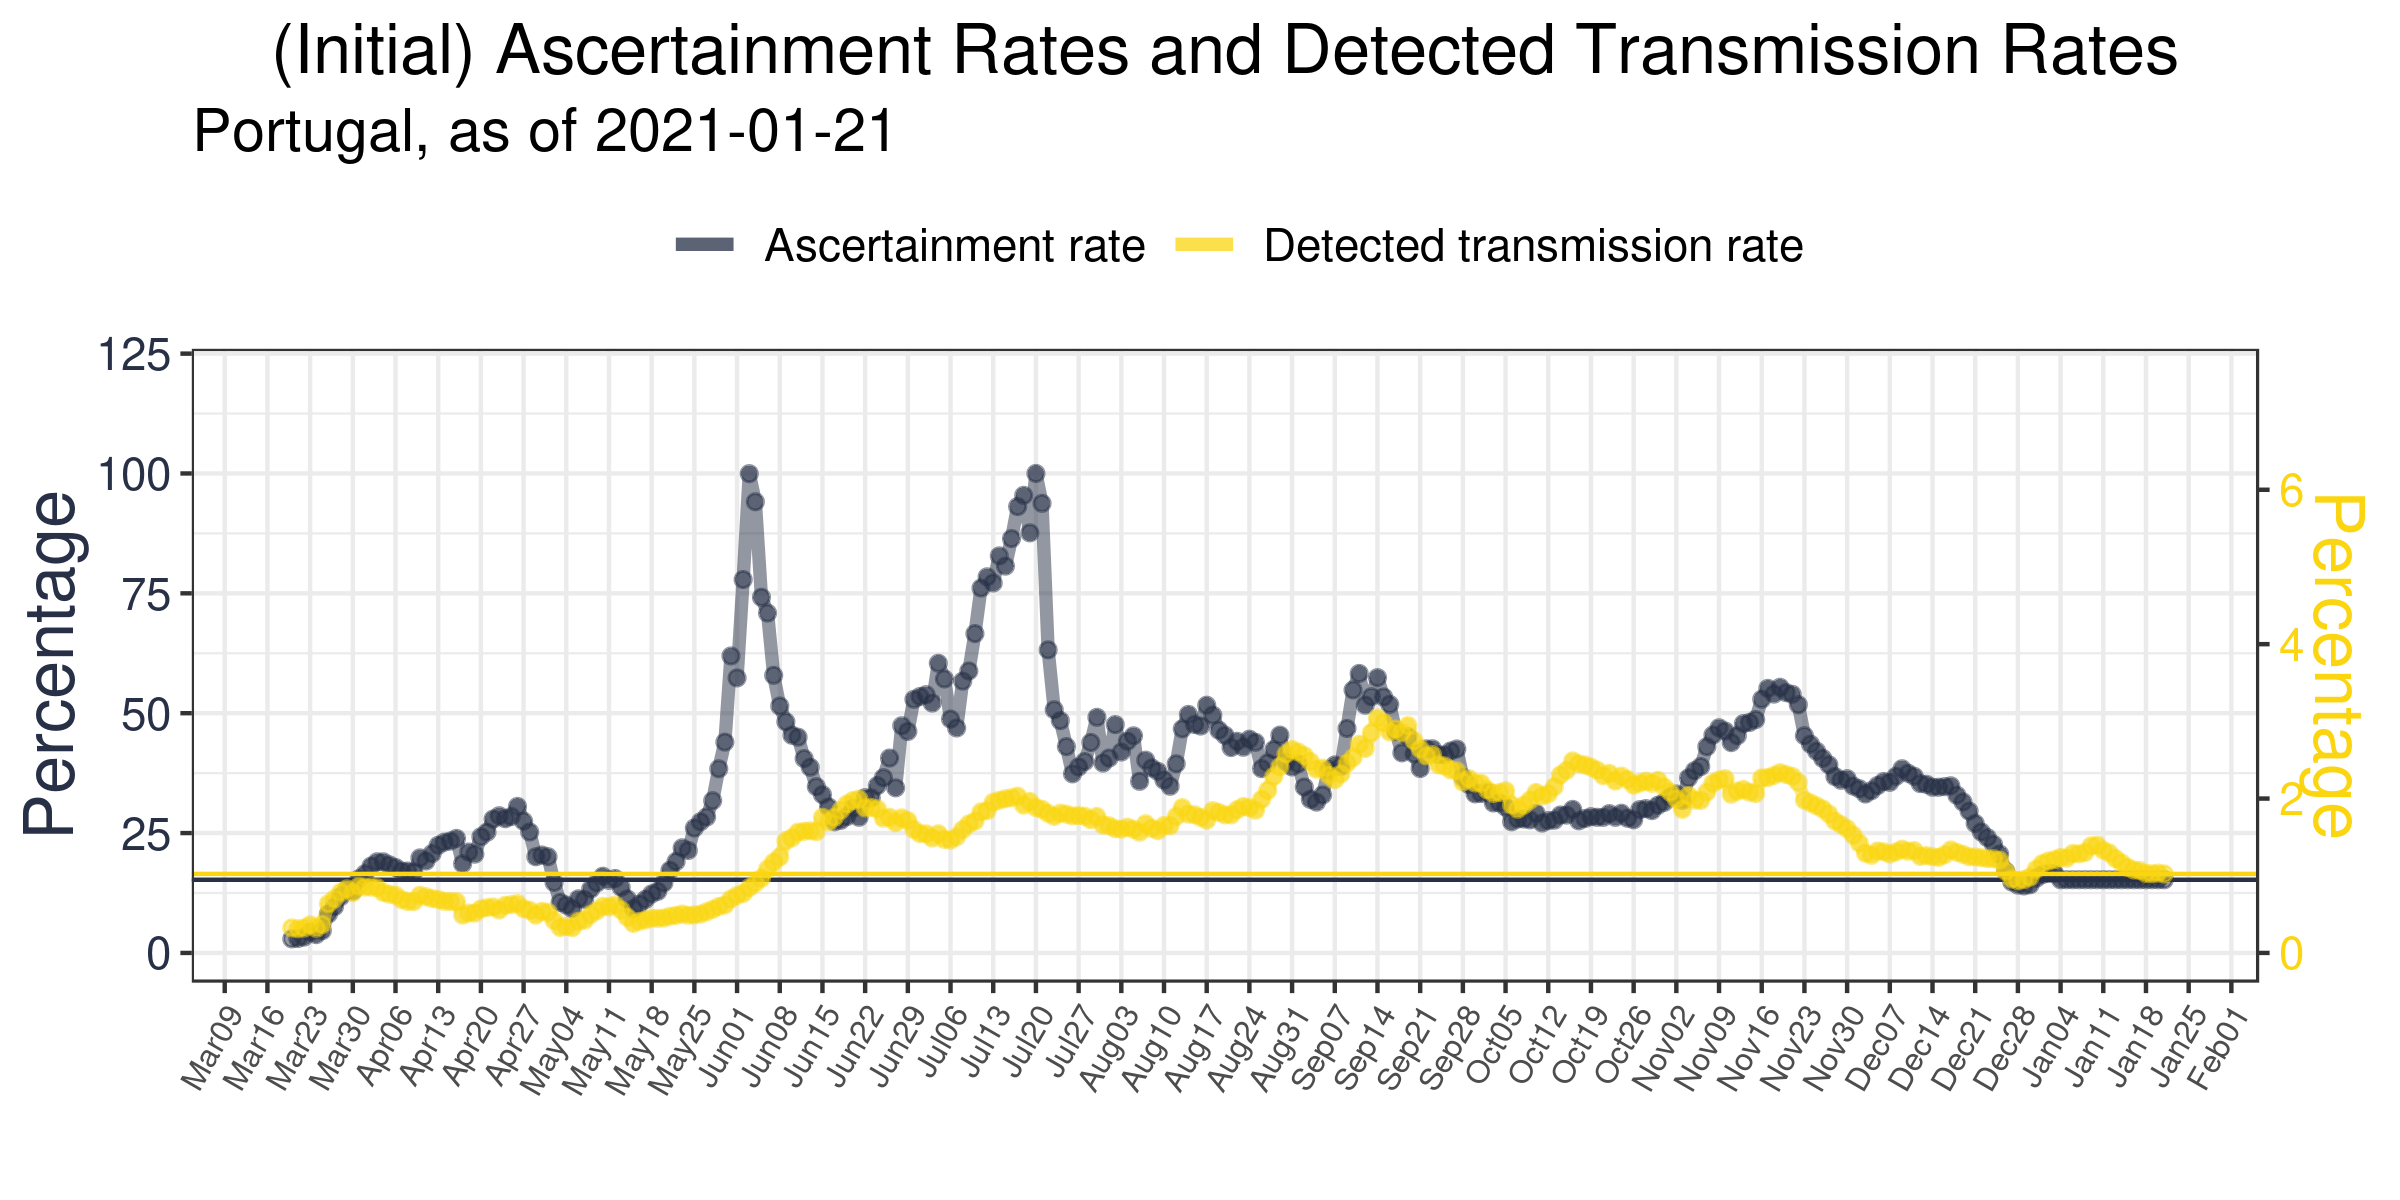 (Initial) Ascertainment Rates and Detected Transmission Rates
Portugal, as of 2021-01-21
Ascertainment rate
Detected transmission rate
Percentage
125
100
75
50
25
0
6
4
2
0
Percentage
Mar09
Mar16
Mar23
Mar30
Apr06
Apr13
Apr20
Apr27
May04
May11
May18
May25
Jun01
Jun08
Jun15
Jun22
Jun29
Jul06
Jul13
Jul20
Jul27
Aug03
Aug10
Aug17
Aug24
Aug31
Sep07
Sep14
Sep21
Sep28
Oct05
Oct12
Oct19
Oct26
Nov02
Nov09
Nov16
Nov23
Nov30
Dec07
Dec14
Dec21
Dec28
Jan04
Jan11
Jan18
Jan25
Feb01